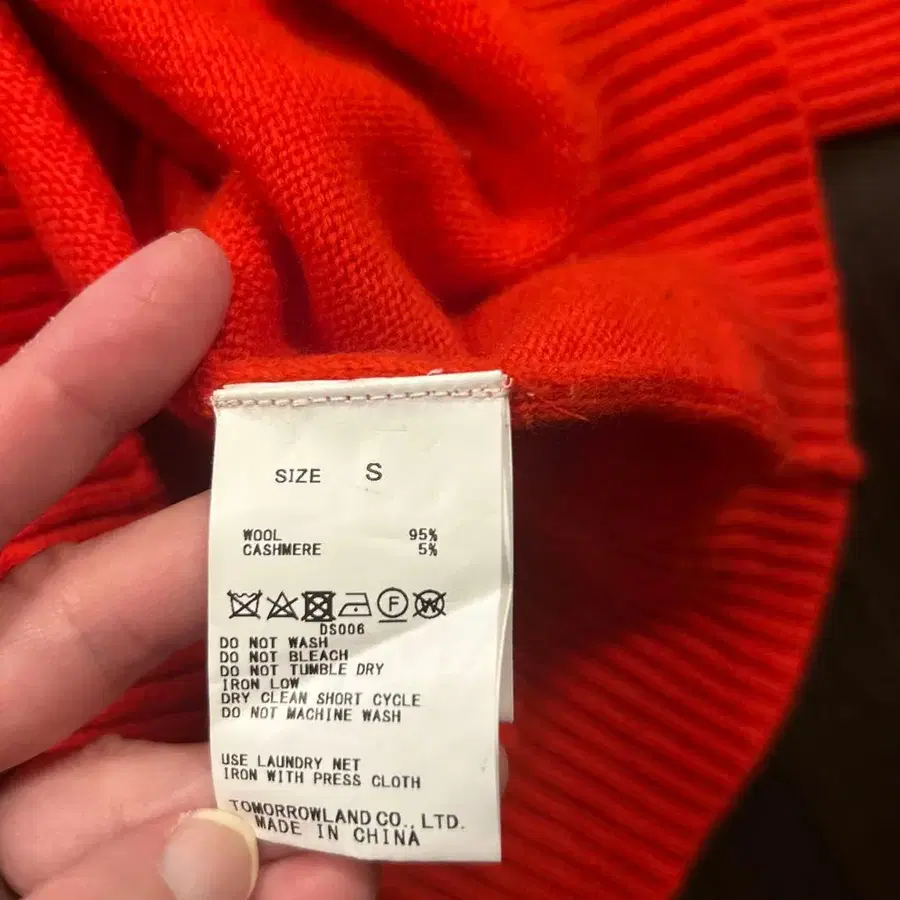 SIZE S
WOOL 95%
CASHMERE 5%
F W
DS006
DO NOT WASH
DO NOT BLEACH
DO NOT TUMBLE DRY
IRON LOW
DRY CLEAN SHORT CYCLE
DO NOT MACHINE WASH
USE LAUNDRY NET
IRON WITH PRESS CLOTH
TOMORROWLAND CO., LTD.
MADE IN CHINA